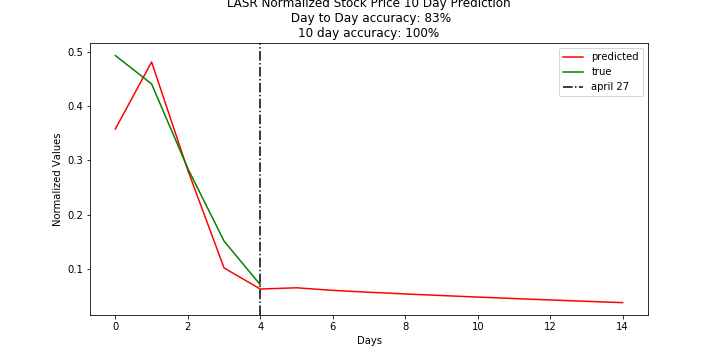 LASR Normalized Stock Price 10 Day Prediction
Day to Day accuracy: 83%
10 day accuracy: 100%
predicted
true
april 27
0.5
0.4
0.3
0.2
0.1
Normalized Values
0 2 4 6 8 10 12 14
Days